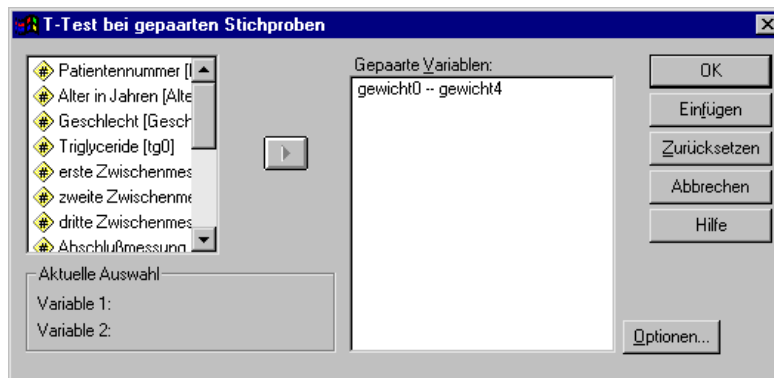 T-Test bei gepaarten Stichproben
Patientennummer [
Alter in Jahren [Alte
Geschlecht [Gesch
Triglyceride [tg0]
erste Zwischenmes
zweite Zwischenme
dritte Zwischenmes
Abschlußmessung
Aktuelle Auswahl
Variable 1:
Variable 2:
Gepaarte Variablen:
gewicht0 -- gewicht4
OK
Einfügen
Zurücksetzen
Abbrechen
Hilfe
Optionen...